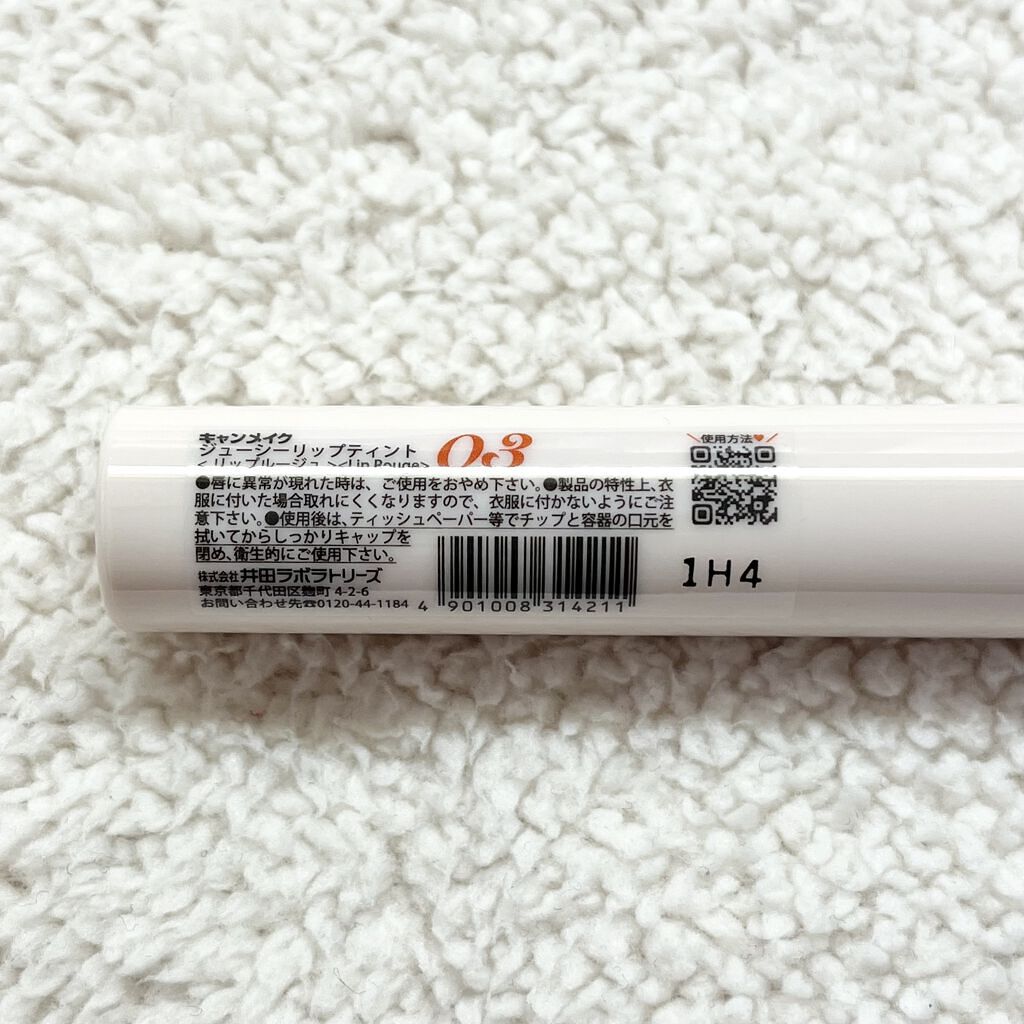 キャンメイク
ジューシーリップティント
＜リップルージュ＞<Lip Rouge>
03
●唇に異常が現れた時は、ご使用をおやめ下さい。●製品の特性上、衣
服に付いた場合取れにくくなりますので、衣服に付かないようにご注
意下さい。●使用後は、ティッシュペーパー等でチップと容器の口元を
拭いてからしっかりキャップを
閉め、衛生的にご使用下さい。
株式会社 井田ラボラトリーズ
東京都千代田区麹町 4-2-6
お問い合わせ先☎0120-44-1184
4 901008 314211
\使用方法♥/
1H4